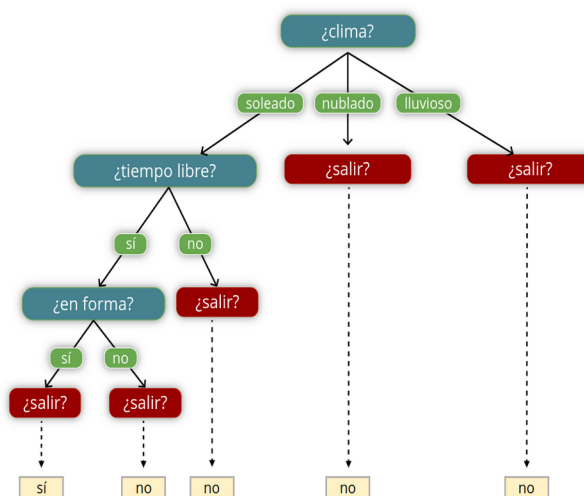 ¿clima?
soleado
nublado
lluvioso
¿tiempo libre?
¿salir?
¿salir?
sí
no
¿en forma?
¿salir?
sí
no
¿salir?
¿salir?
sí
no
no
no
no